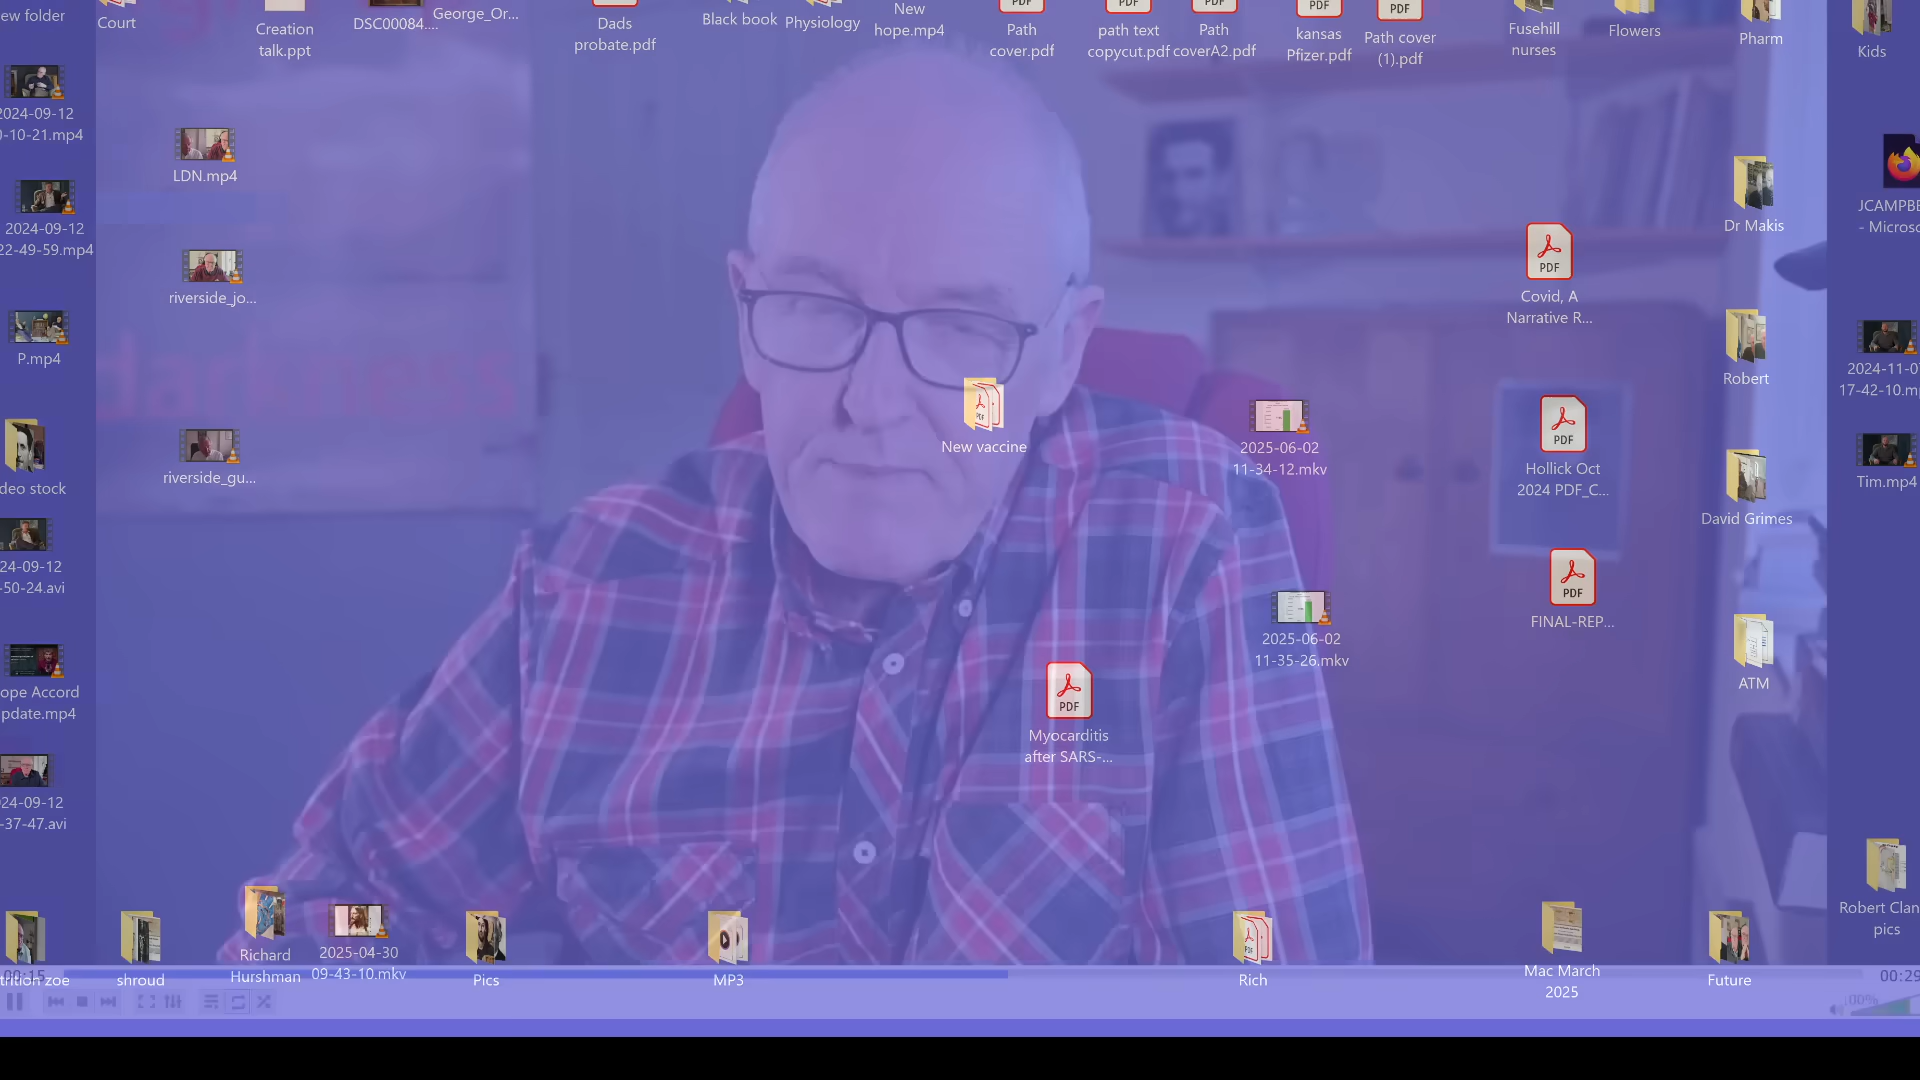 ew folder
Court
Creation
talk.ppt
DSC00084....
George_Or...
Dads
probate.pdf
Black book
Physiology
New
hope.mp4
PDF
Path
cover.pdf
PDF
path text
copycut.pdf
PDF
Path
coverA2.pdf
PDF
kansas
Pfizer.pdf
PDF
Path cover
(1).pdf
Fusehill
nurses
Flowers
Pharm
Kids
2024-09-12
0-10-21.mp4
LDN.mp4
2024-09-12
22-49-59.mp4
riverside_jo...
P.mp4
riverside_gu...
deo stock
24-09-12
-50-24.avi
ope Accord
pdate.mp4
24-09-12
-37-47.avi
New vaccine
2025-06-02
11-34-12.mkv
2025-06-02
11-35-26.mkv
PDF
Myocarditis
after SARS-...
PDF
Covid, A
Narrative R...
PDF
Hollick Oct
2024 PDF_C...
PDF
FINAL-REP...
Dr Makis
Robert
David Grimes
ATM
JCAMPBE
- Microso
2024-11-0
17-42-10.mp
Tim.mp4
Robert Clan
pics
trition zoe
shroud
Richard
Hurshman
2025-04-30
09-43-10.mkv
Pics
MP3
Rich
Mac March
2025
Future
00:15
00:29
00%